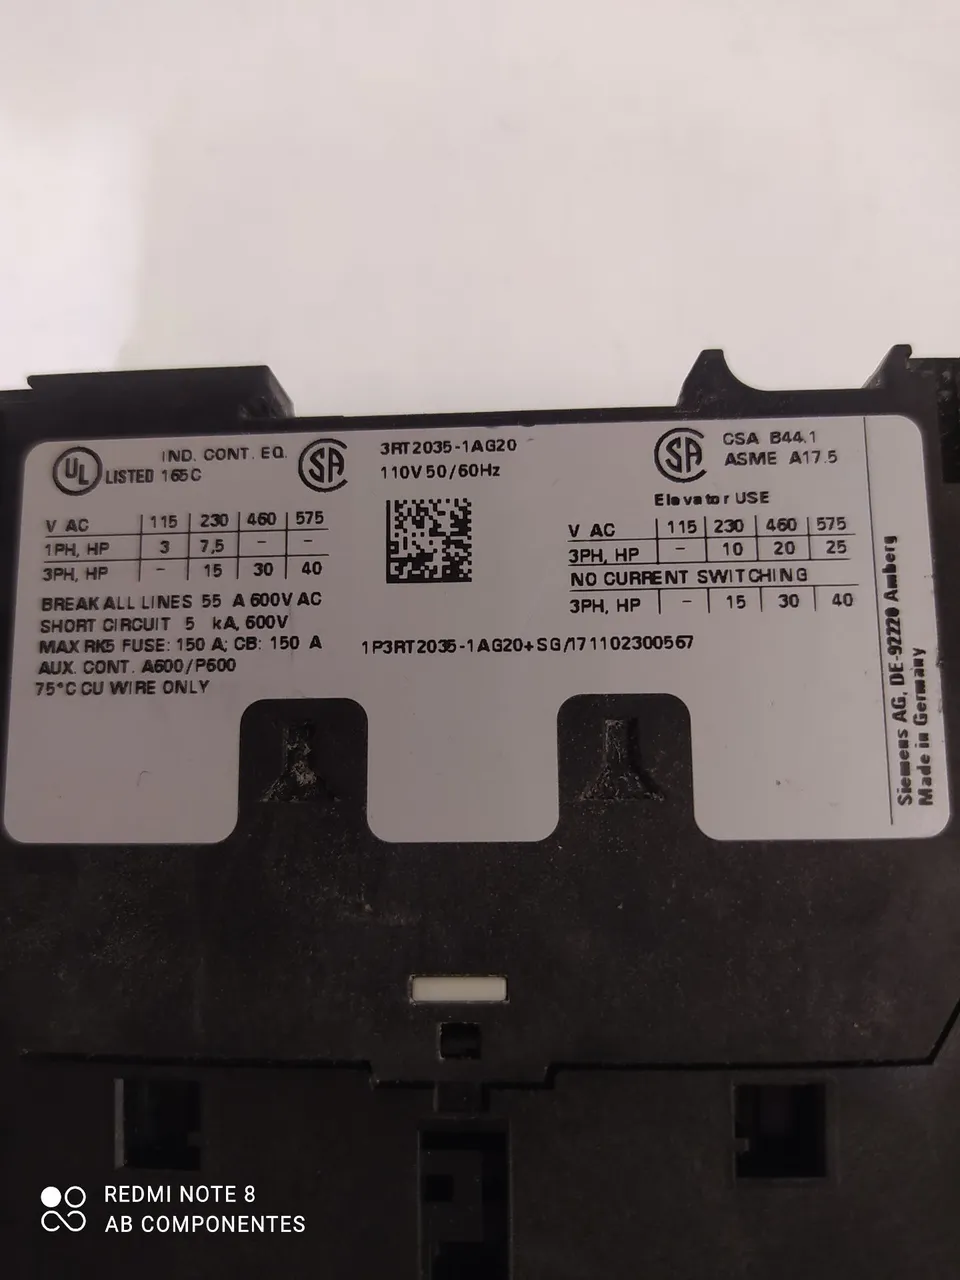 UL LISTED 165C IND. CONT. EQ.
SA
3RT2035-1AG20
110V 50/60Hz
SA
CSA B44.1
ASME A17.5
Elevator USE
V AC 115 230 460 575
1PH, HP 3 7,5 - -
3PH, HP - 15 30 40
BREAK ALL LINES 55 A 600V AC
SHORT CIRCUIT 5 kA, 600V
MAX RK5 FUSE: 150 A; CB: 150 A
AUX. CONT. A600/P600
75°C CU WIRE ONLY
V AC 115 230 460 575
3PH, HP - 10 20 25
NO CURRENT SWITCHING
3PH, HP - 15 30 40
1P3RT2035-1AG20+SG/171102300567
Siemens AG, DE-92220 Amberg
Made in Germany
REDMI NOTE 8
AB COMPONENTES